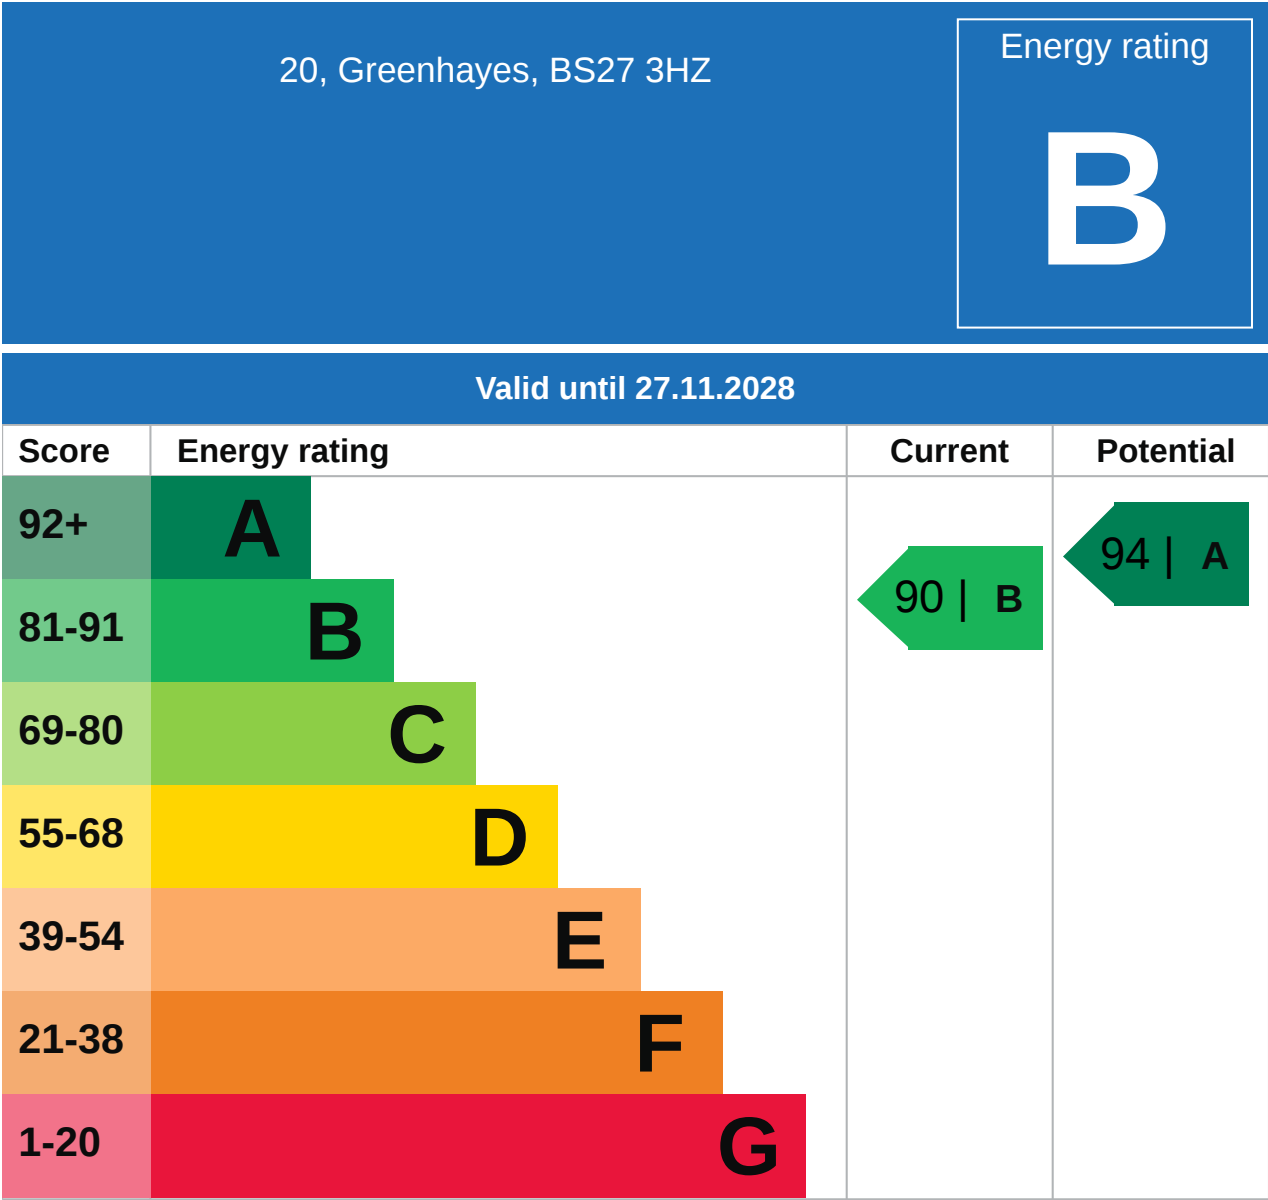 20, Greenhayes, BS27 3HZ
Energy rating
B
Valid until 27.11.2028
Score Energy rating Current Potential
92+ A
94 | A
81-91 B
90 | B
69-80 C
55-68 D
39-54 E
21-38 F
1-20 G